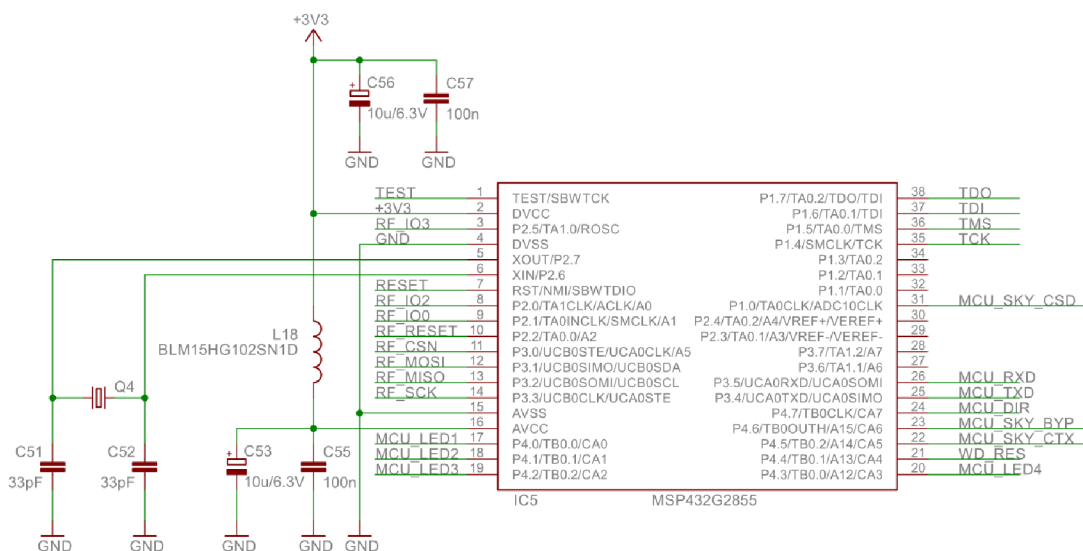 +3V3
C56
+
10u/6.3V
GND
C57
100n
GND
TEST 1 TEST/SBWTCK
+3V3 2 DVCC
RF_IO3 3 P2.5/TA1.0/ROSC
GND 4 DVSS
5 XOUT/P2.7
6 XIN/P2.6
RESET 7 RST/NMI/SBWTDIO
RF_IO2 8 P2.0/TA1CLK/ACLK/A0
RF_IO0 9 P2.1/TA0INCLK/SMCLK/A1
RF_RESET 10 P2.2/TA0.0/A2
RF_CSN 11 P3.0/UCB0STE/UCA0CLK/A5
RF_MOSI 12 P3.1/UCB0SIMO/UCB0SDA
RF_MISO 13 P3.2/UCB0SOMI/UCB0SCL
RF_SCK 14 P3.3/UCB0CLK/UCA0STE
15 AVSS
16 AVCC
MCU_LED1 17 P4.0/TB0.0/CA0
MCU_LED2 18 P4.1/TB0.1/CA1
MCU_LED3 19 P4.2/TB0.2/CA2
P1.7/TA0.2/TDO/TDI 38 TDO
P1.6/TA0.1/TDI 37 TDI
P1.5/TA0.0/TMS 36 TMS
P1.4/SMCLK/TCK 35 TCK
P1.3/TA0.2 34
P1.2/TA0.1 33
P1.1/TA0.0 32
P1.0/TA0CLK/ADC10CLK 31 MCU_SKY_CSD
P2.4/TA0.2/A4/VREF+/VEREF+ 30
P2.3/TA0.1/A3/VREF-/VEREF- 29
P3.7/TA1.2/A7 28
P3.6/TA1.1/A6 27
P3.5/UCA0RXD/UCA0SOMI 26 MCU_RXD
P3.4/UCA0TXD/UCA0SIMO 25 MCU_TXD
P4.7/TB0CLK/CA7 24 MCU_DIR
P4.6/TB0OUTH/A15/CA6 23 MCU_SKY_BYP
P4.5/TB0.2/A14/CA5 22 MCU_SKY_CTX
P4.4/TB0.1/A13/CA4 21 WD_RES
P4.3/TB0.0/A12/CA3 20 MCU_LED4
IC5
MSP432G2855
L18
BLM15HG102SN1D
Q4
C51
33pF
GND
C52
33pF
GND
C53
+
10u/6.3V
GND
C55
100n
GND
GND